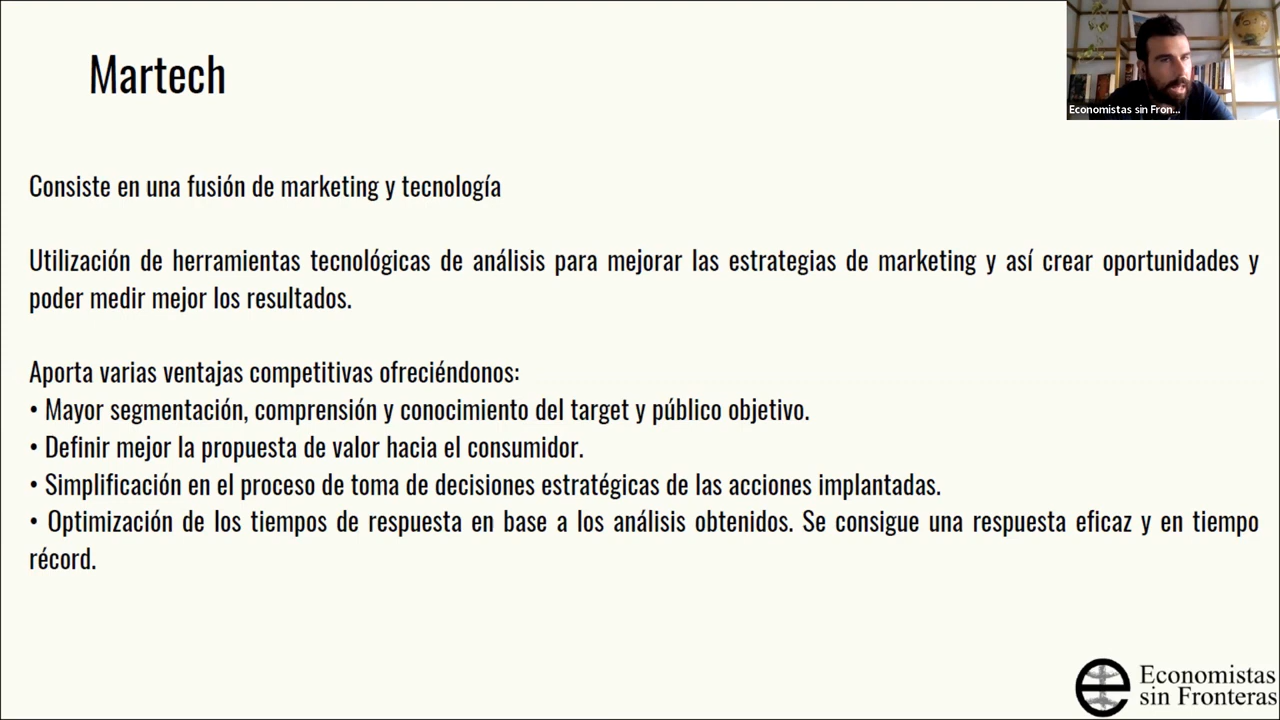 Martech
Economistas sin Fron...
Consiste en una fusión de marketing y tecnología
Utilización de herramientas tecnológicas de análisis para mejorar las estrategias de marketing y así crear oportunidades y
poder medir mejor los resultados.
Aporta varias ventajas competitivas ofreciéndonos:
• Mayor segmentación, comprensión y conocimiento del target y público objetivo.
• Definir mejor la propuesta de valor hacia el consumidor.
• Simplificación en el proceso de toma de decisiones estratégicas de las acciones implantadas.
• Optimización de los tiempos de respuesta en base a los análisis obtenidos. Se consigue una respuesta eficaz y en tiempo
récord.
Economistas
sin Fronteras